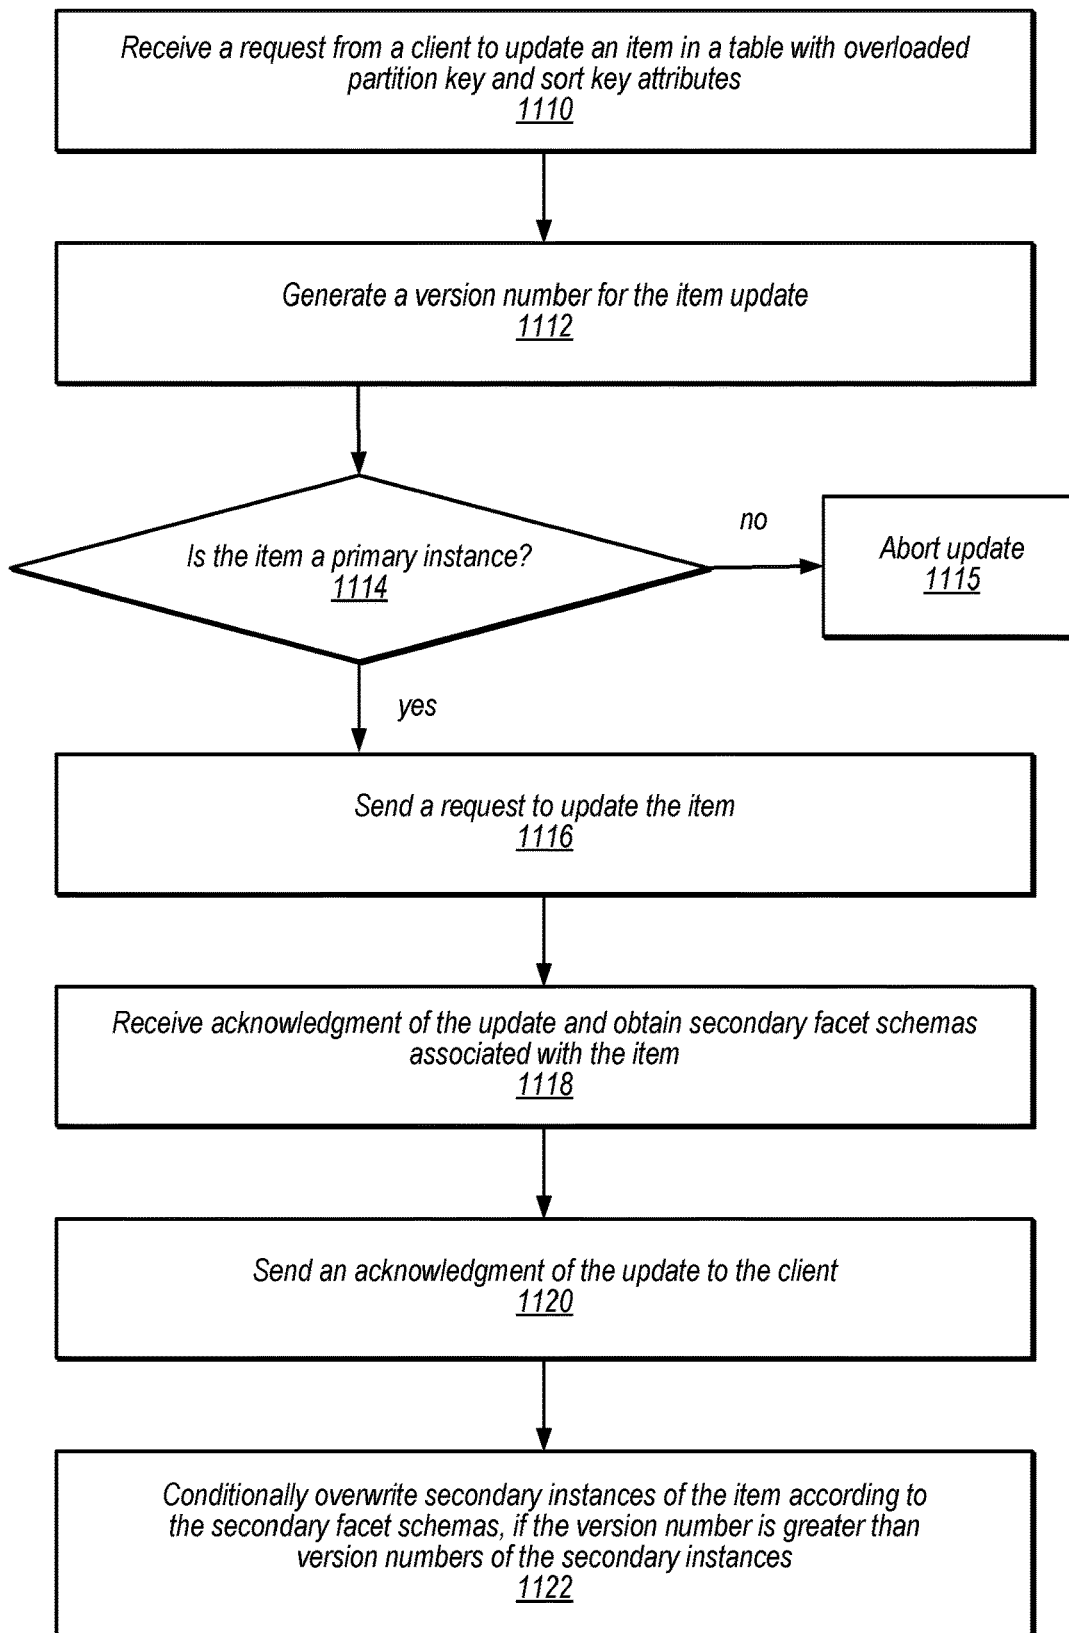 Receive a request from a client to update an item in a table with overloaded
partition key and sort key attributes
1110
Generate a version number for the item update
1112
Is the item a primary instance?
1114
no
Abort update
1115
yes
Send a request to update the item
1116
Receive acknowledgment of the update and obtain secondary facet schemas
associated with the item
1118
Send an acknowledgment of the update to the client
1120
Conditionally overwrite secondary instances of the item according to
the secondary facet schemas, if the version number is greater than
version numbers of the secondary instances
1122